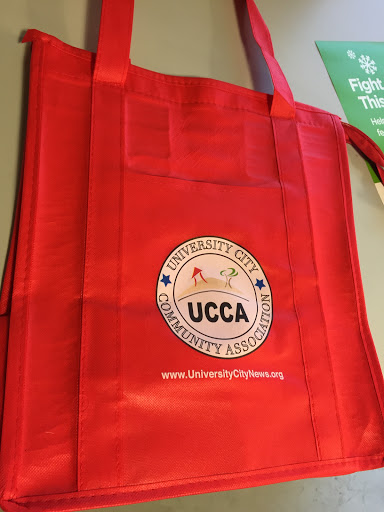 UNIVERSITY CITY
UCCA
COMMUNITY ASSOCIATION
www.UniversityCityNews.org
Fight
This